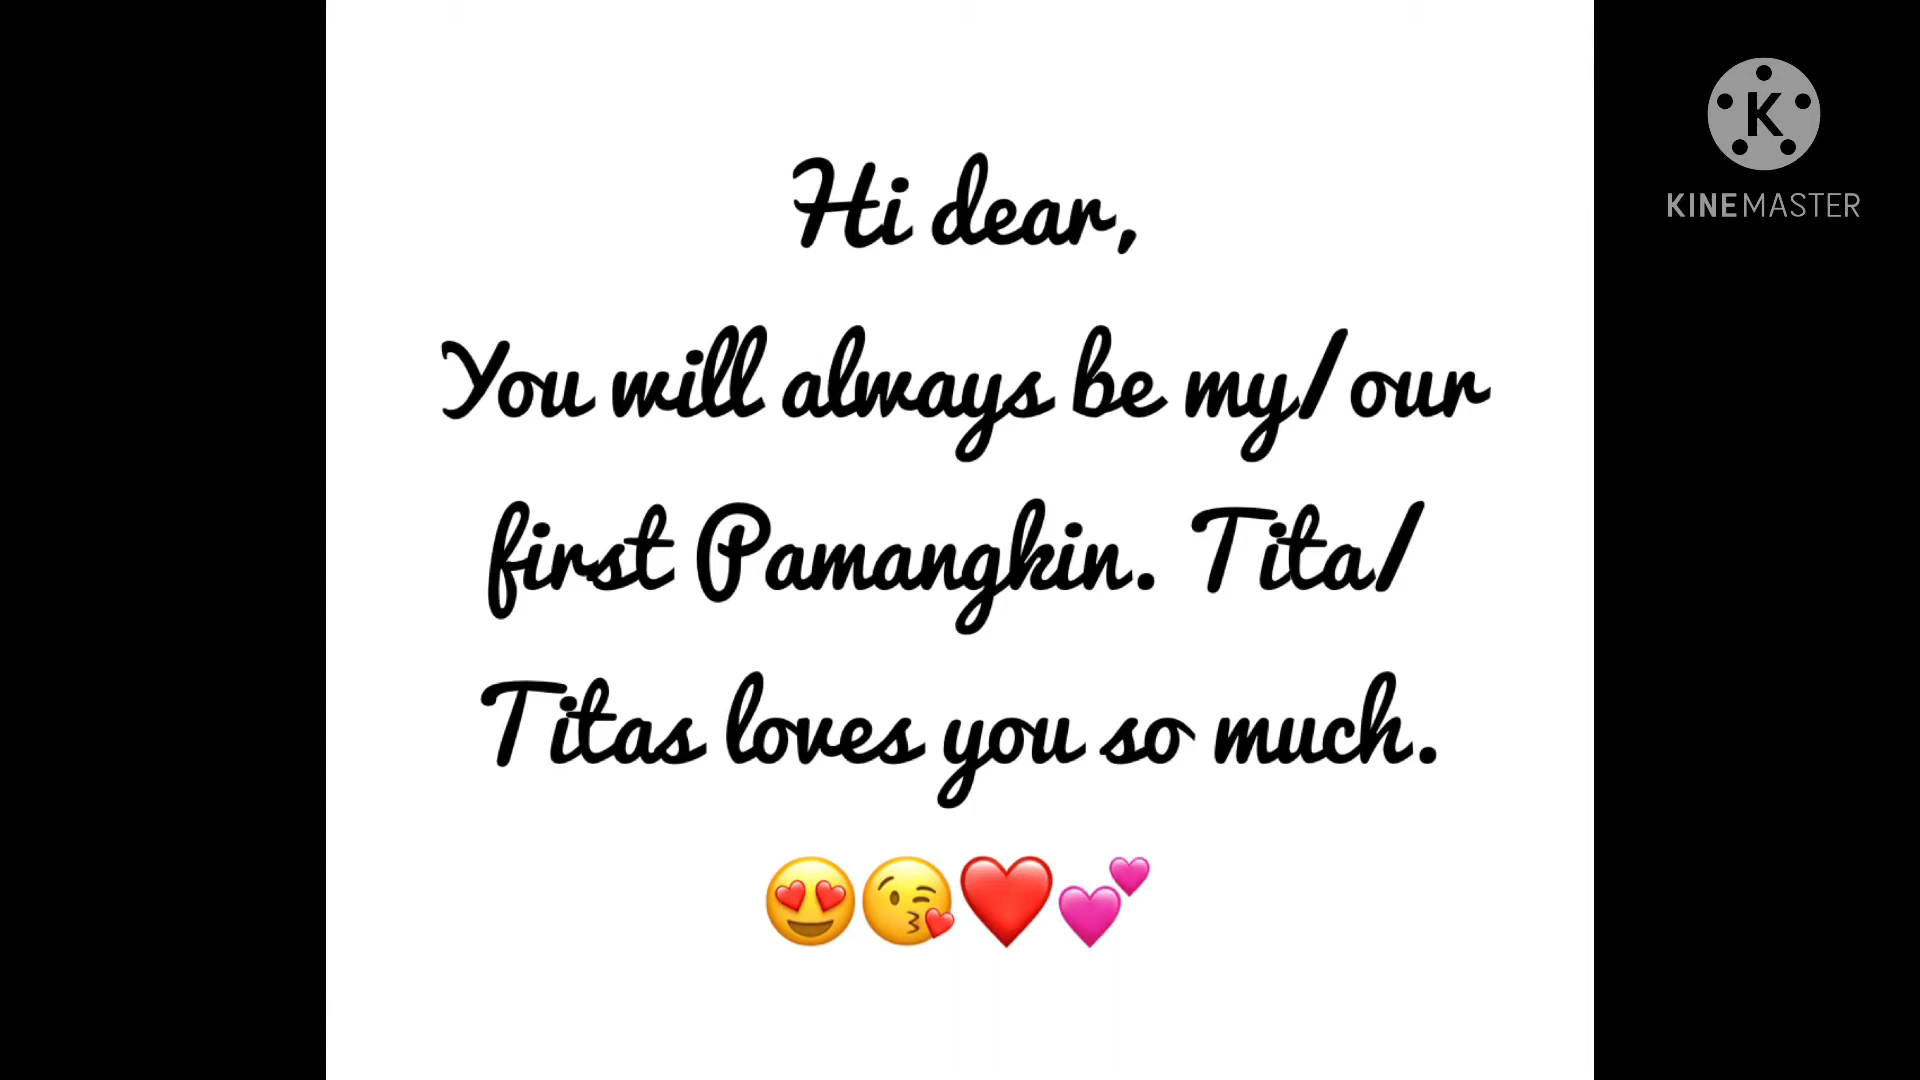 Hi dear,
You will always be my/our
first Pamangkin. Tita/
Titas loves you so much.
😍😘❤️💕
K
KINEMASTER